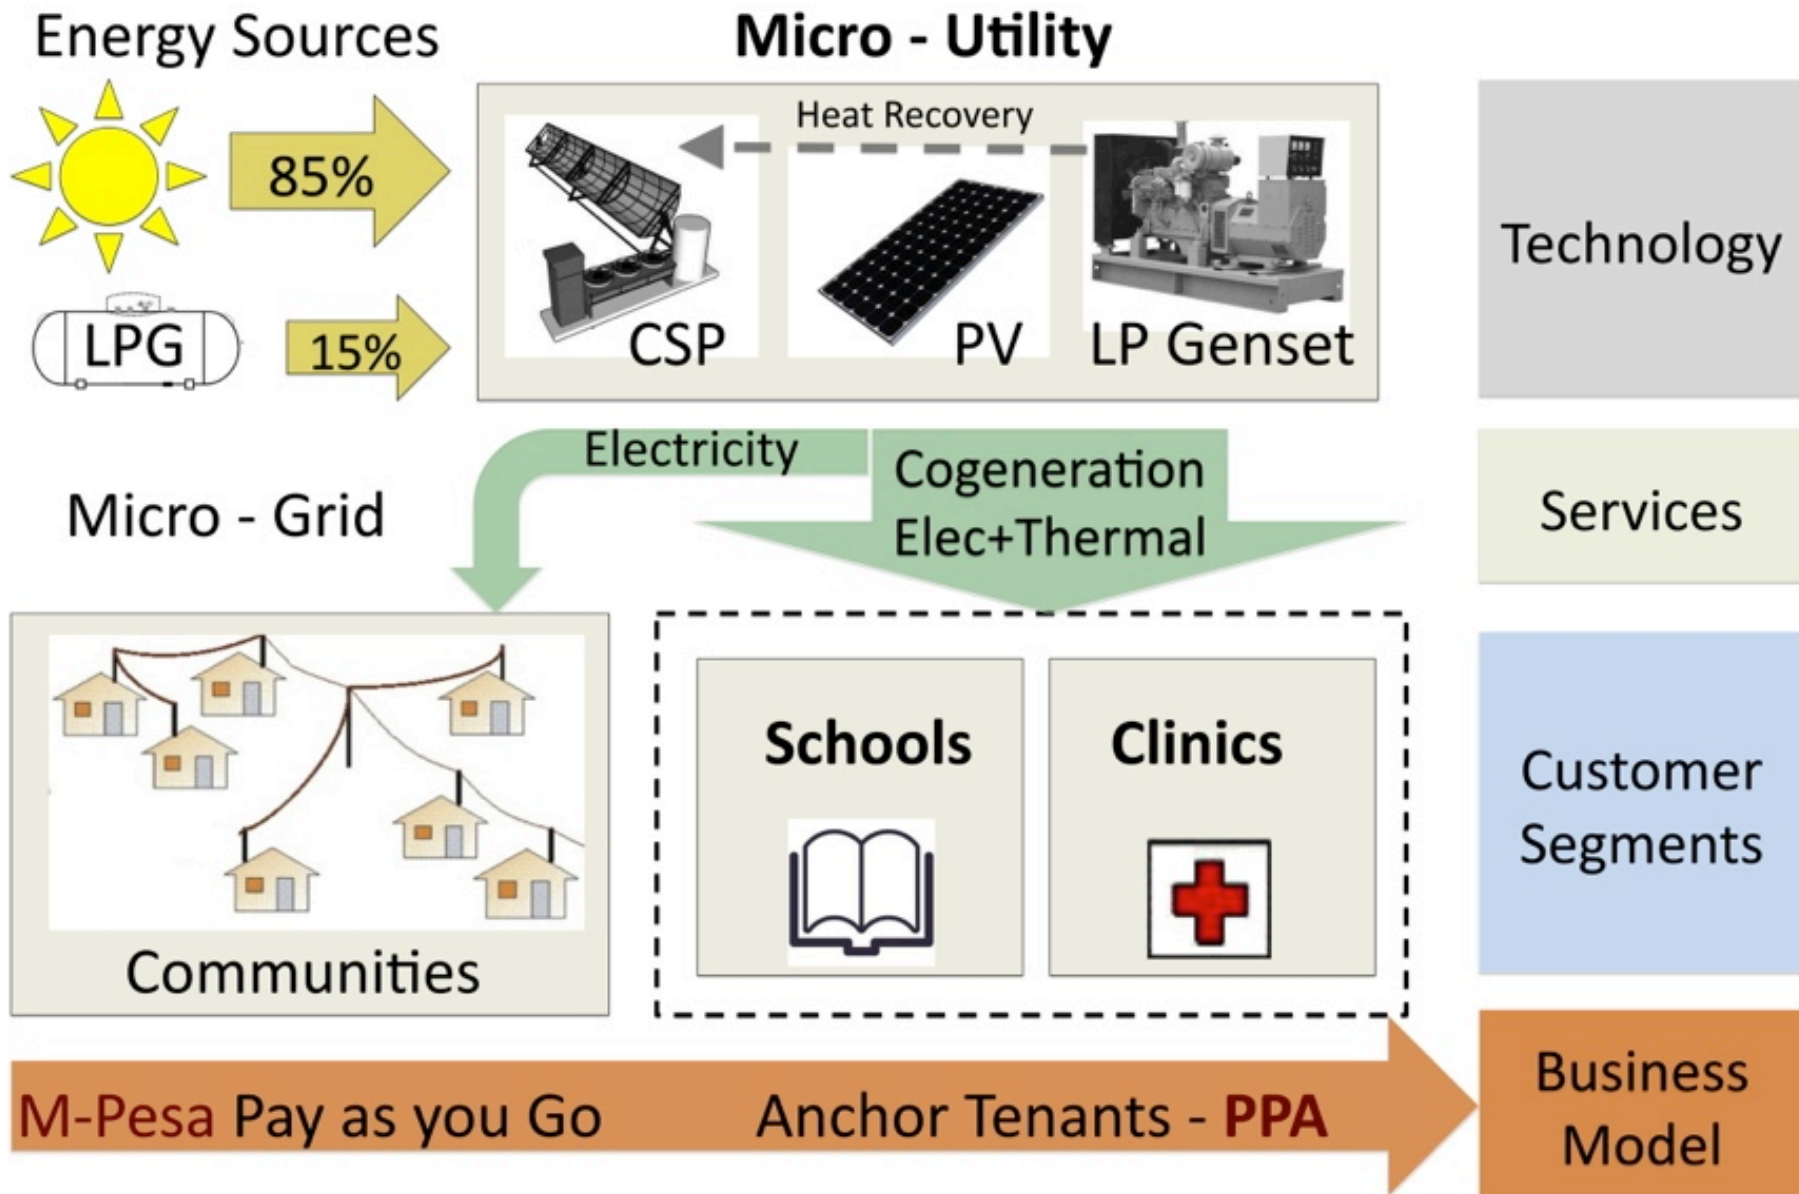 Energy Sources
Micro - Utility
85%
Heat Recovery
CSP
PV
LP Genset
Technology
LPG
15%
Electricity
Cogeneration
Elec+Thermal
Micro - Grid
Services
Communities
Schools
Clinics
Customer
Segments
M-Pesa Pay as you Go
Anchor Tenants - PPA
Business
Model